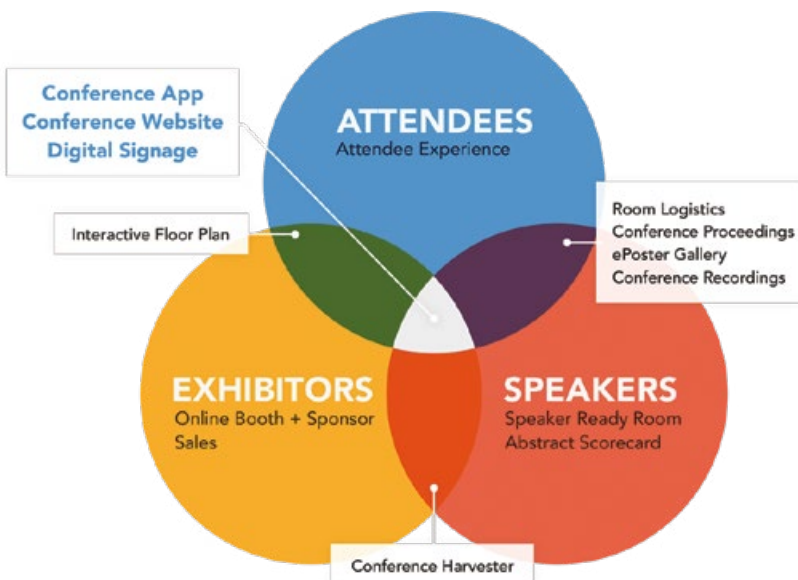 Conference App
Conference Website
Digital Signage
ATTENDEES
Attendee Experience
Interactive Floor Plan
Room Logistics
Conference Proceedings
ePoster Gallery
Conference Recordings
EXHIBITORS
Online Booth + Sponsor
Sales
SPEAKERS
Speaker Ready Room
Abstract Scorecard
Conference Harvester